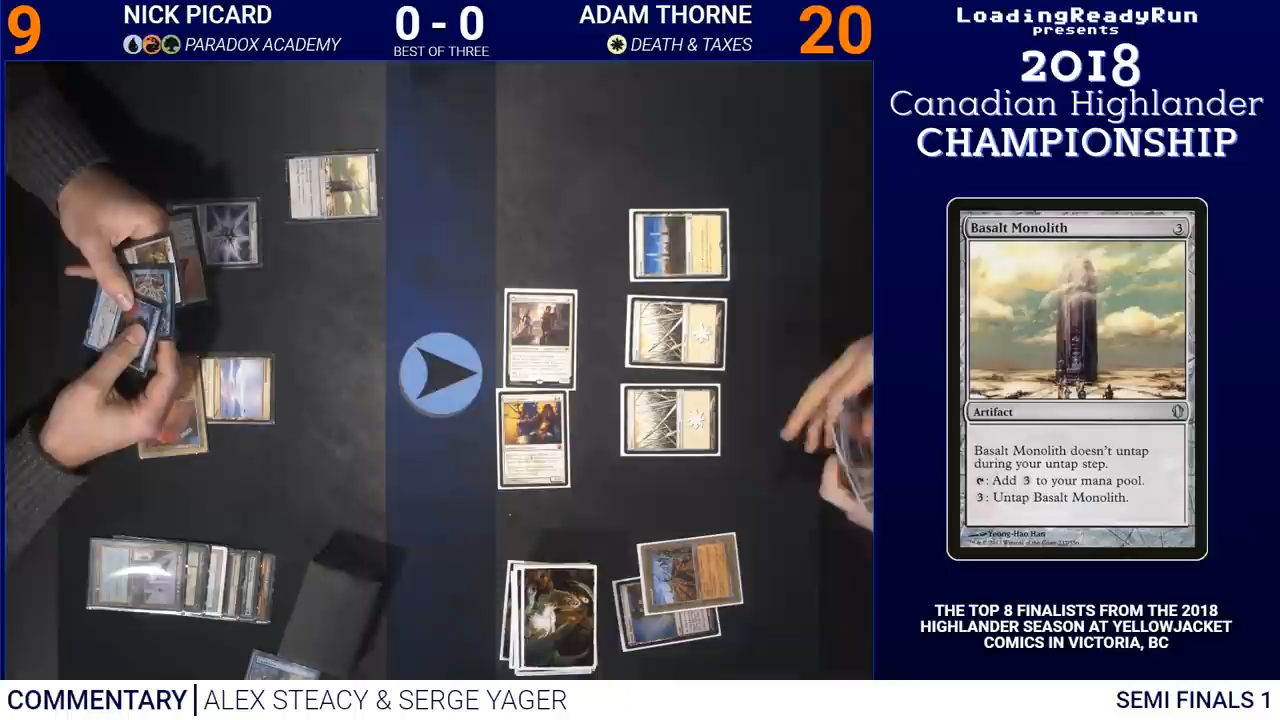 9
NICK PICARD
PARADOX ACADEMY
0 - 0
BEST OF THREE
ADAM THORNE
DEATH & TAXES
20
LoadingReadyRun
presents
2018
Canadian Highlander
CHAMPIONSHIP
Basalt Monolith 3
Artifact
Basalt Monolith doesn't untap
during your untap step.
: Add 3 to your mana pool.
3: Untap Basalt Monolith.
Yeong-Hao Han
THE TOP 8 FINALISTS FROM THE 2018
HIGHLANDER SEASON AT YELLOWJACKET
COMICS IN VICTORIA, BC
COMMENTARY | ALEX STEACY & SERGE YAGER
SEMI FINALS 1